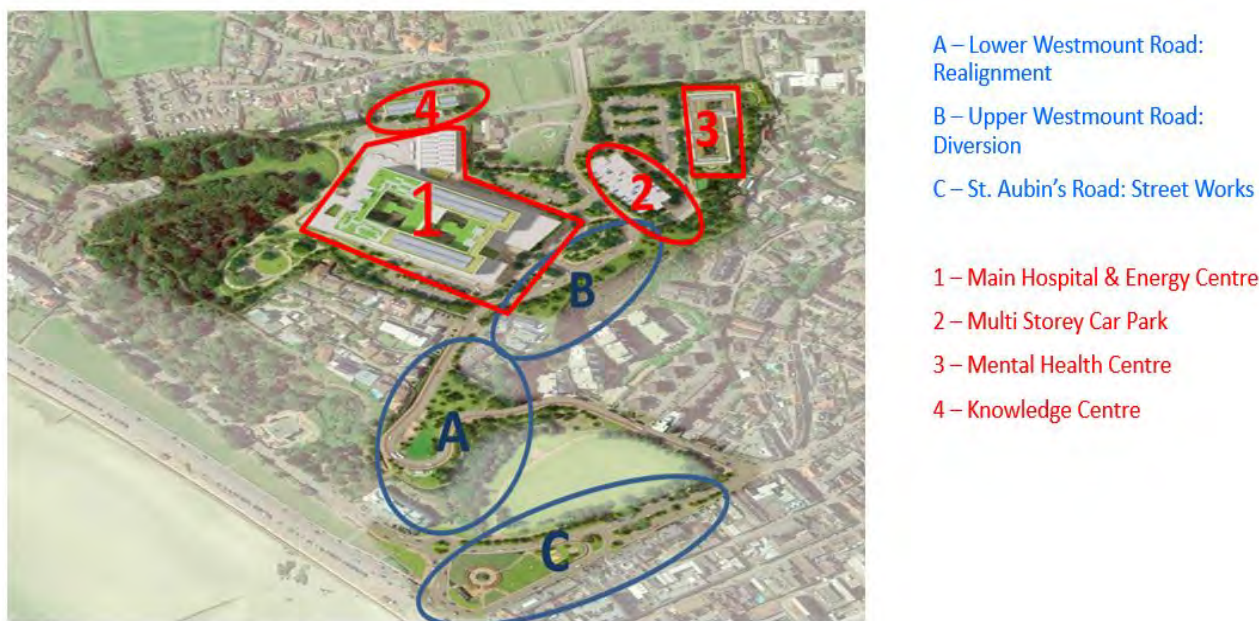 A – Lower Westmount Road:
Realignment
B – Upper Westmount Road:
Diversion
C – St. Aubin's Road: Street Works
1 – Main Hospital & Energy Centre
2 – Multi Storey Car Park
3 – Mental Health Centre
4 – Knowledge Centre
4
3
1
2
B
A
C